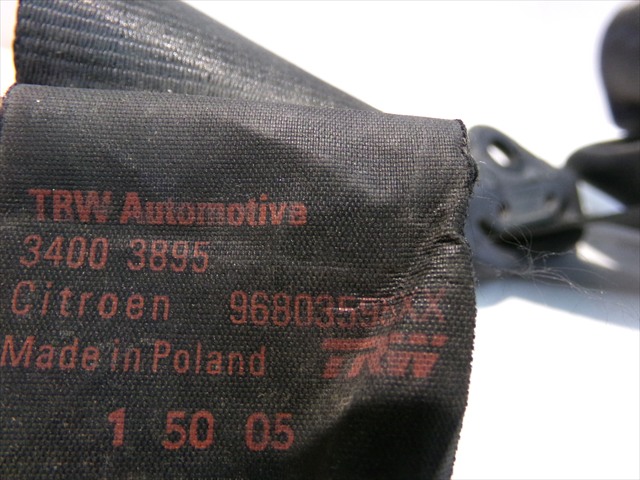 TRW Automotive
3400 3895
Citroen
Made in Poland TRW
1 50 05